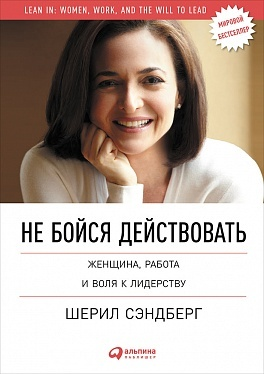 LEAN IN: WOMEN, WORK, AND THE WILL TO LEAD
МИРОВОЙ
БЕСТСЕЛЛЕР
НЕ БОЙСЯ ДЕЙСТВОВАТЬ
ЖЕНЩИНА, РАБОТА
И ВОЛЯ К ЛИДЕРСТВУ
ШЕРИЛ СЭНДБЕРГ
АЛЬПИНА
ПАБЛИШЕР